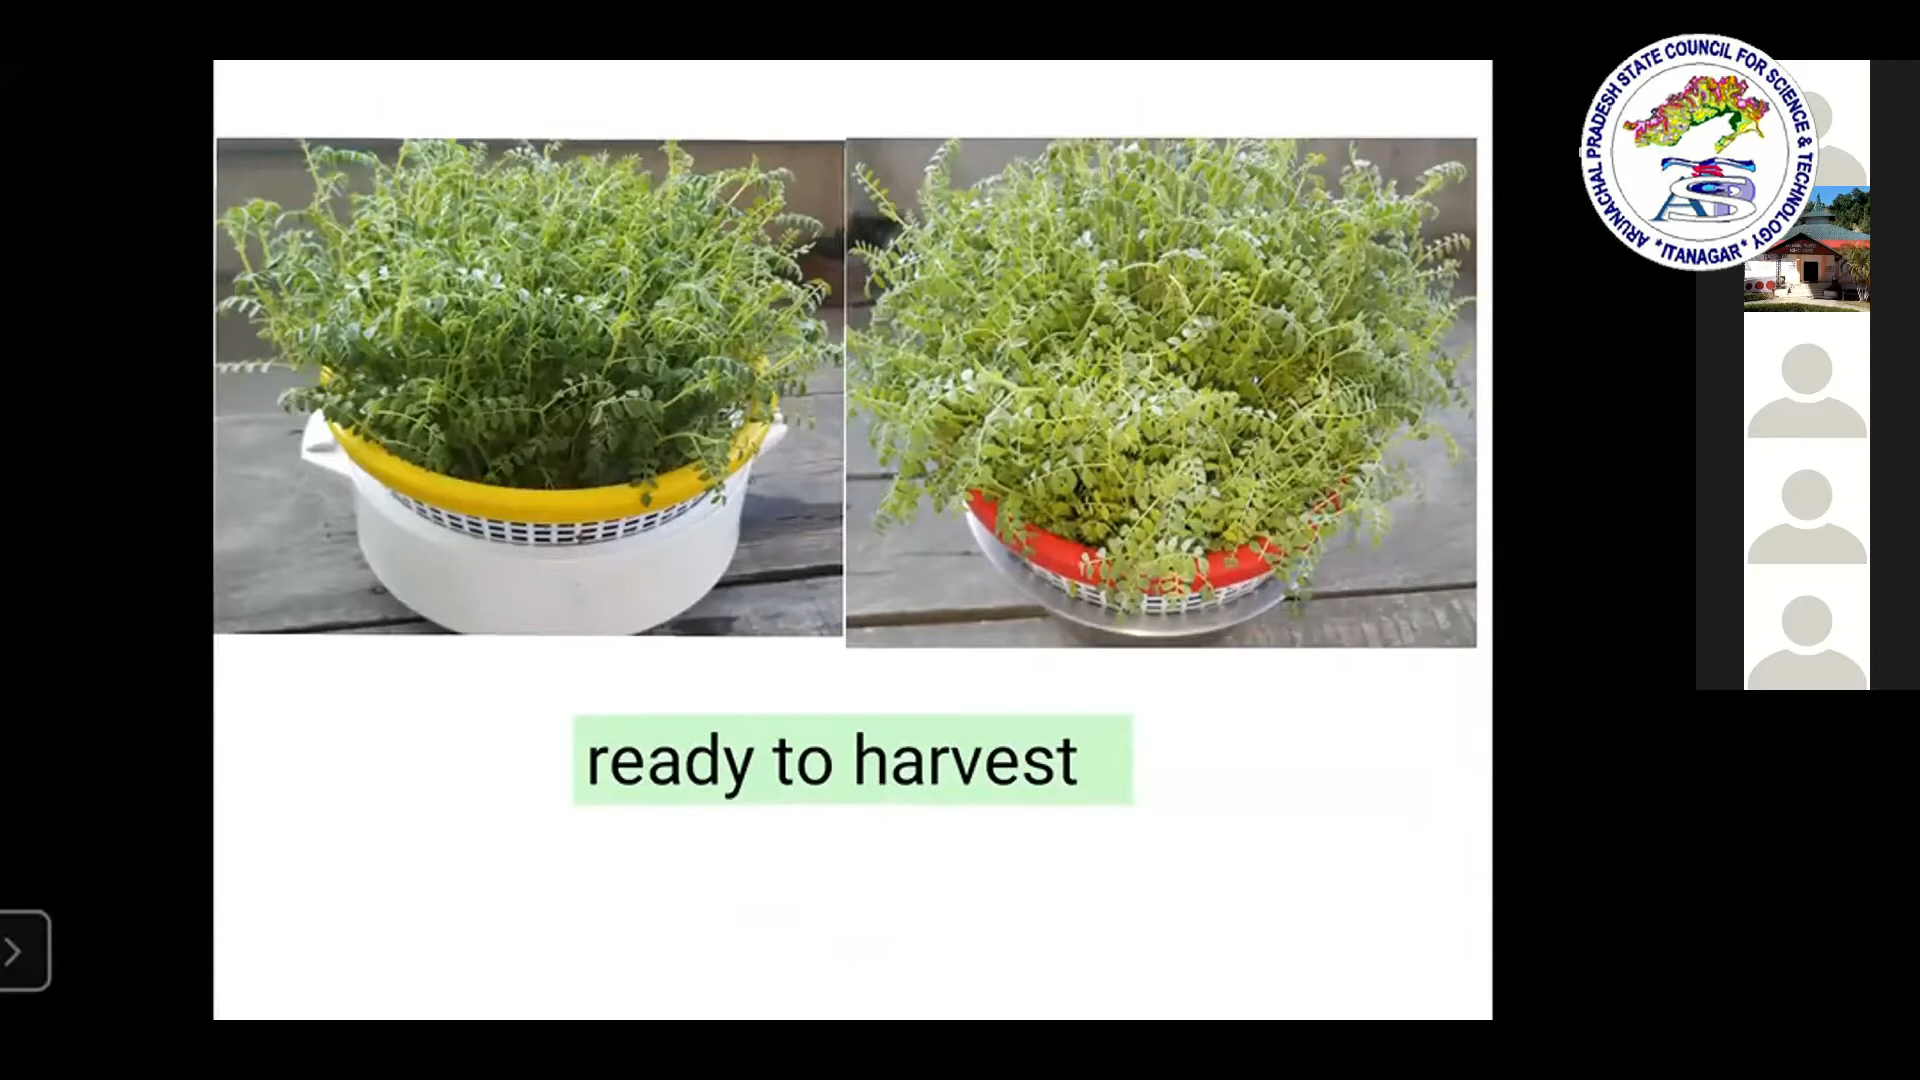 ARUNACHAL PRADESH STATE COUNCIL FOR SCIENCE & TECHNOLOGY
*ITANAGAR*
ready to harvest